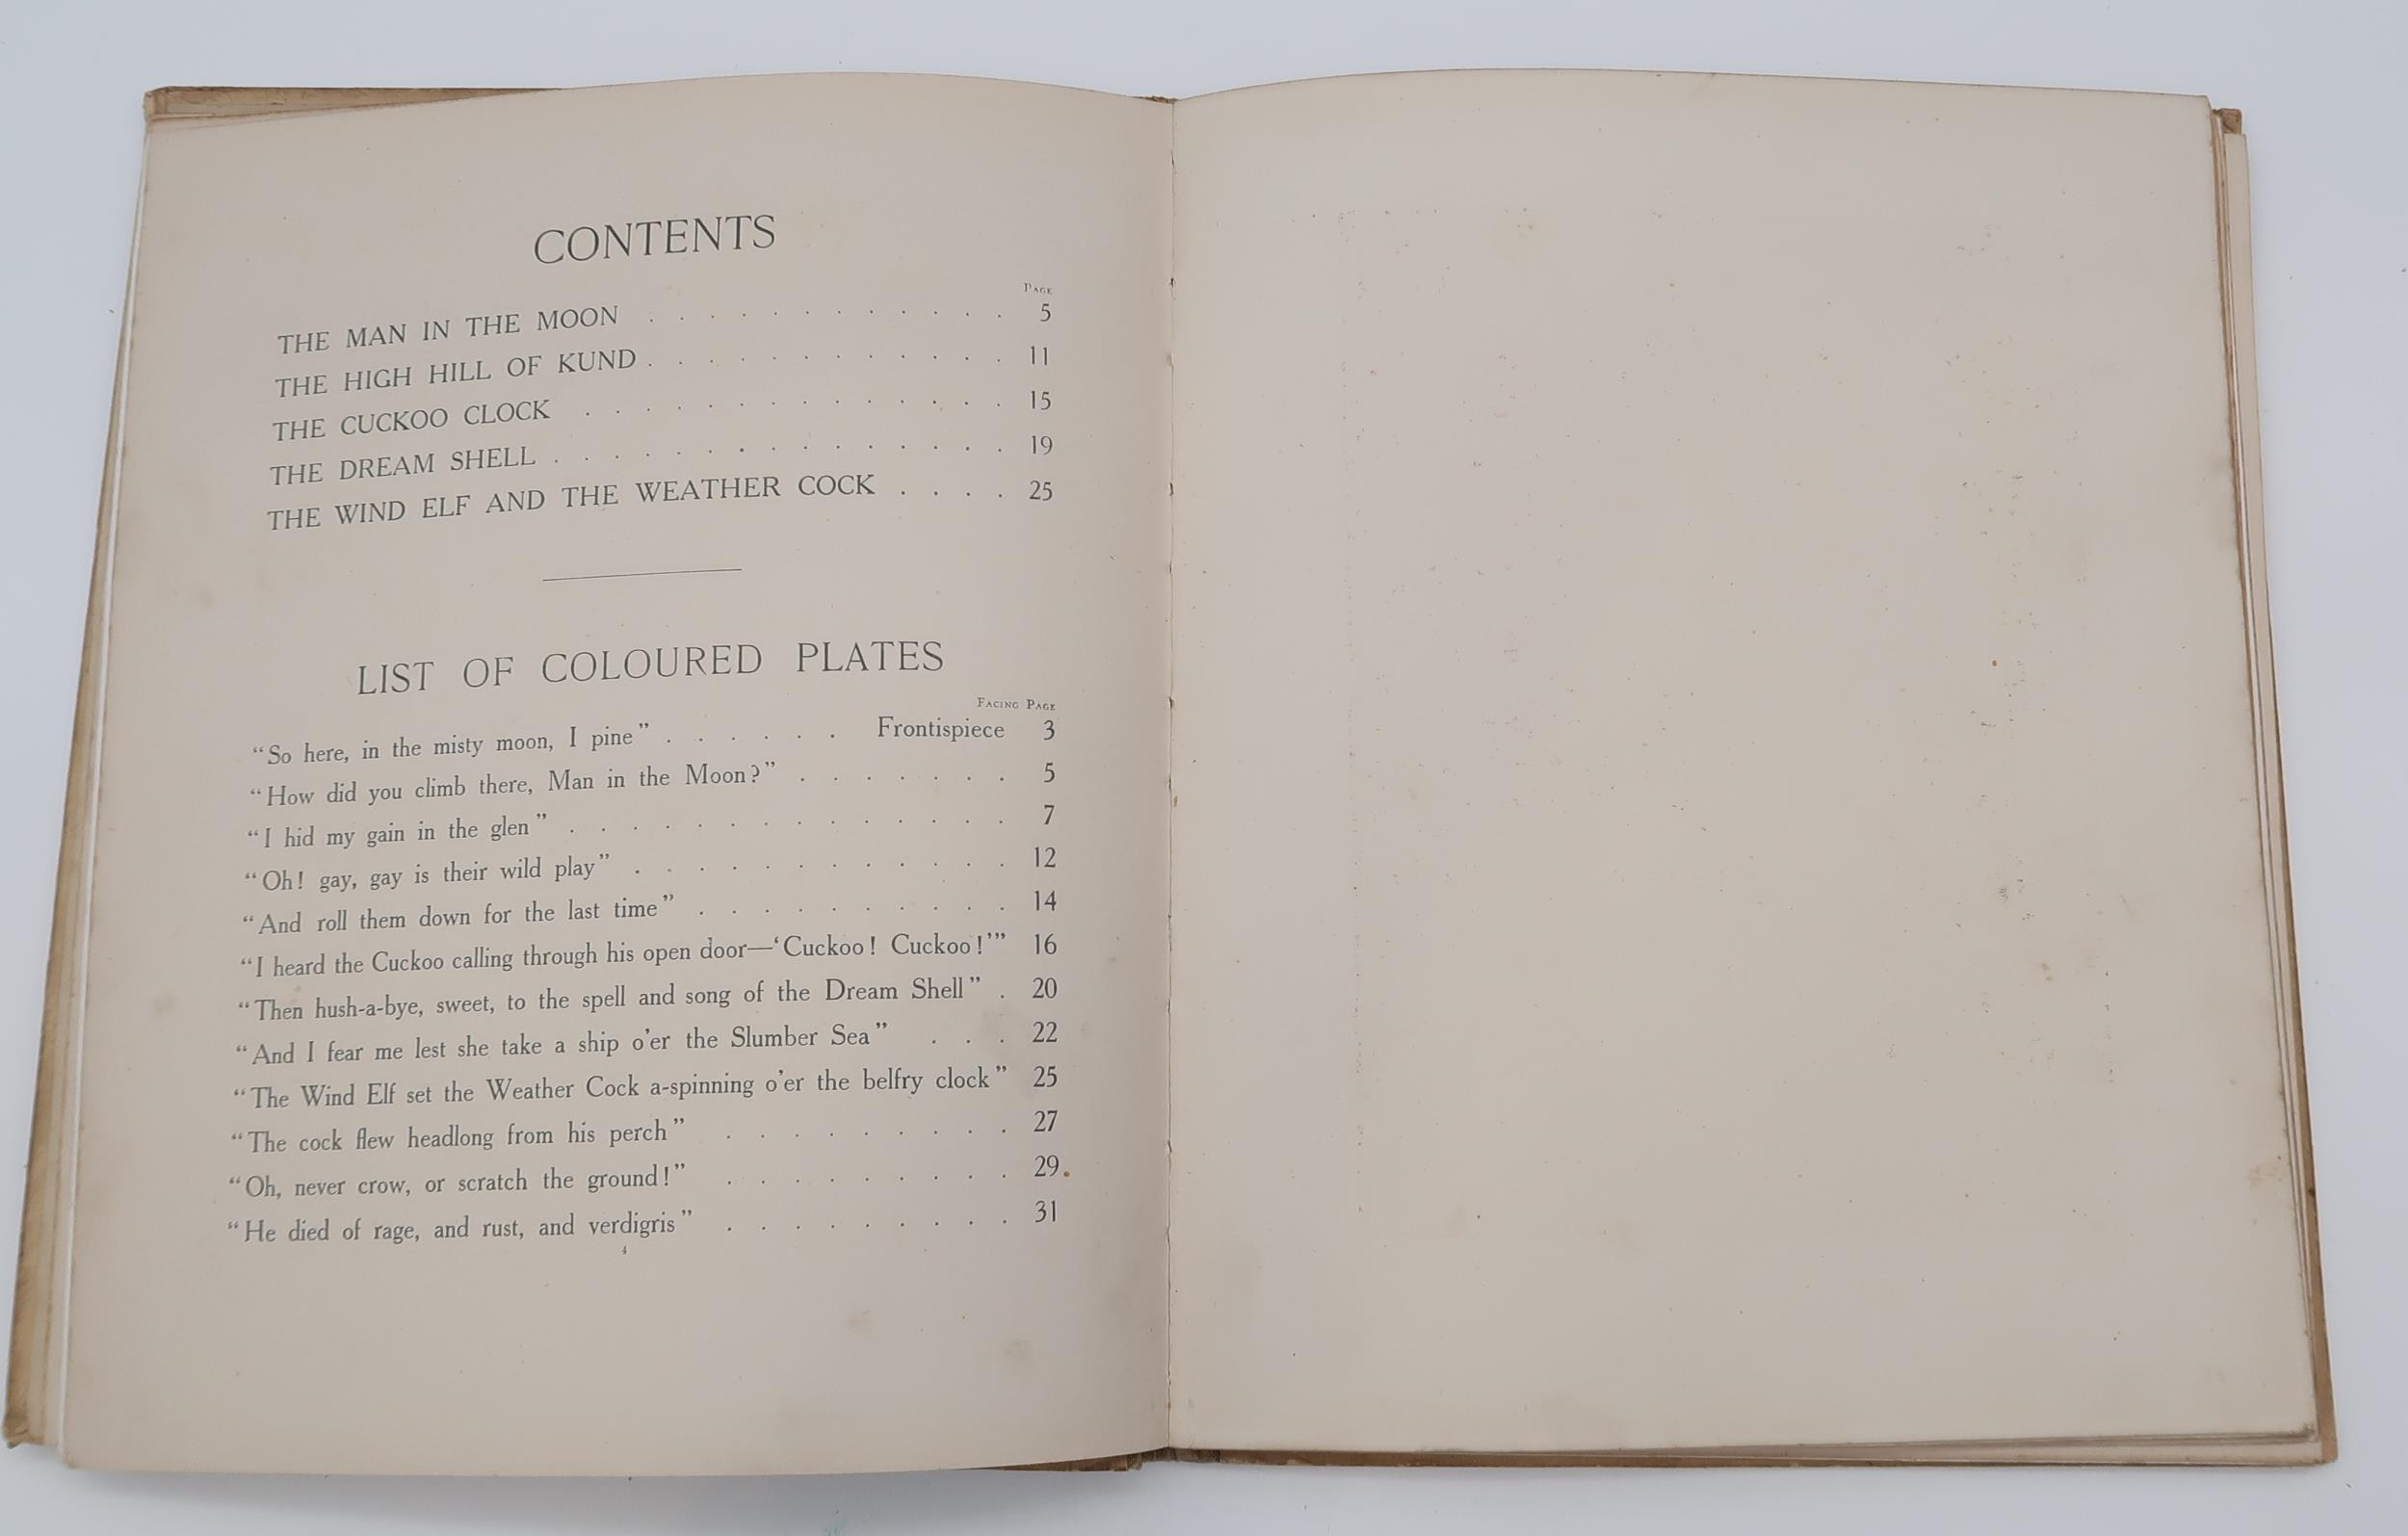 CONTENTS
PAGE
THE MAN IN THE MOON . . . . . . . . . . . . 5
THE HIGH HILL OF KUND . . . . . . . . . . . . 11
THE CUCKOO CLOCK . . . . . . . . . . . . . . 15
THE DREAM SHELL . . . . . . . . . . . . . . . 19
THE WIND ELF AND THE WEATHER COCK . . . . 25
LIST OF COLOURED PLATES
FACING PAGE
“So here, in the misty moon, I pine” . . . . . . Frontispiece 3
“How did you climb there, Man in the Moon?” . . . . . . . 5
“I hid my gain in the glen” . . . . . . . . . . . . . . 7
“Oh! gay, gay is their wild play” . . . . . . . . . . . . 12
“And roll them down for the last time” . . . . . . . . . . 14
“I heard the Cuckoo calling through his open door—‘Cuckoo! Cuckoo!’” 16
“Then hush-a-bye, sweet, to the spell and song of the Dream Shell” . 20
“And I fear me lest she take a ship o’er the Slumber Sea” . . . 22
“The Wind Elf set the Weather Cock a-spinning o’er the belfry clock” 25
“The cock flew headlong from his perch” . . . . . . . . . 27
“Oh, never crow, or scratch the ground!” . . . . . . . . . 29
“He died of rage, and rust, and verdigris” . . . . . . . . . 31
4